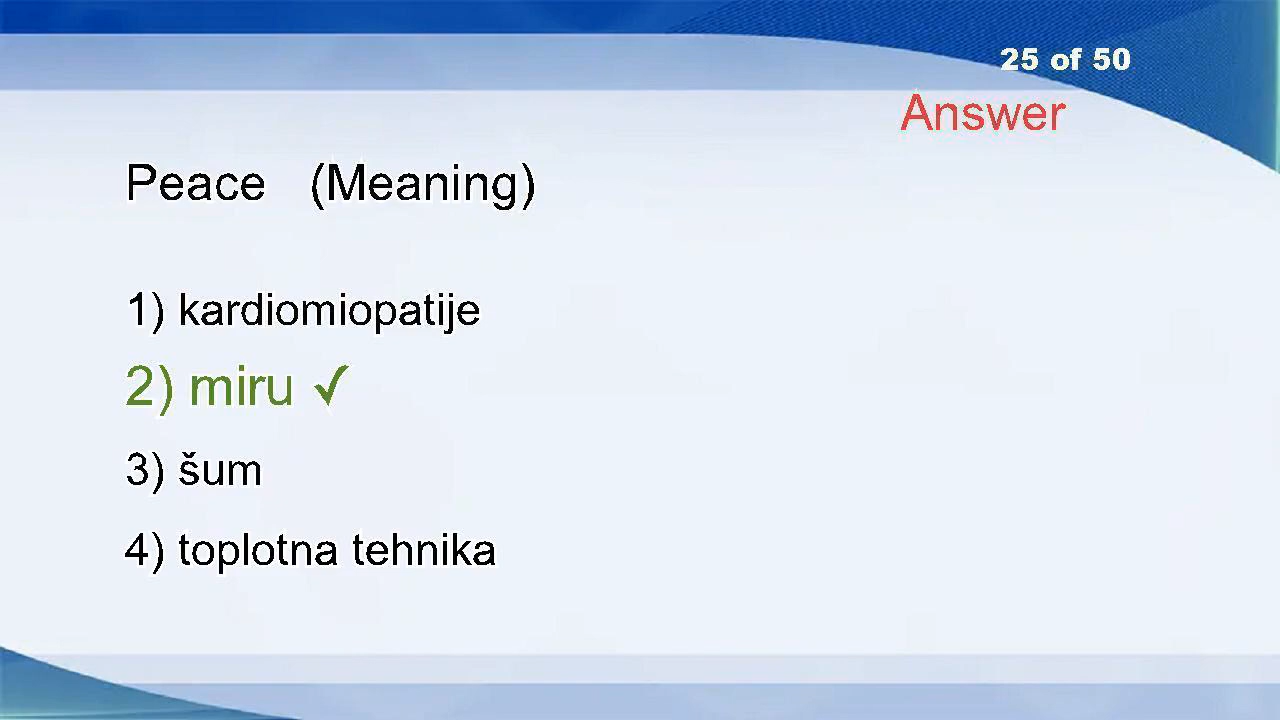 25 of 50
Answer
Peace (Meaning)
1) kardiomiopatije
2) miru ✓
3) šum
4) toplotna tehnika